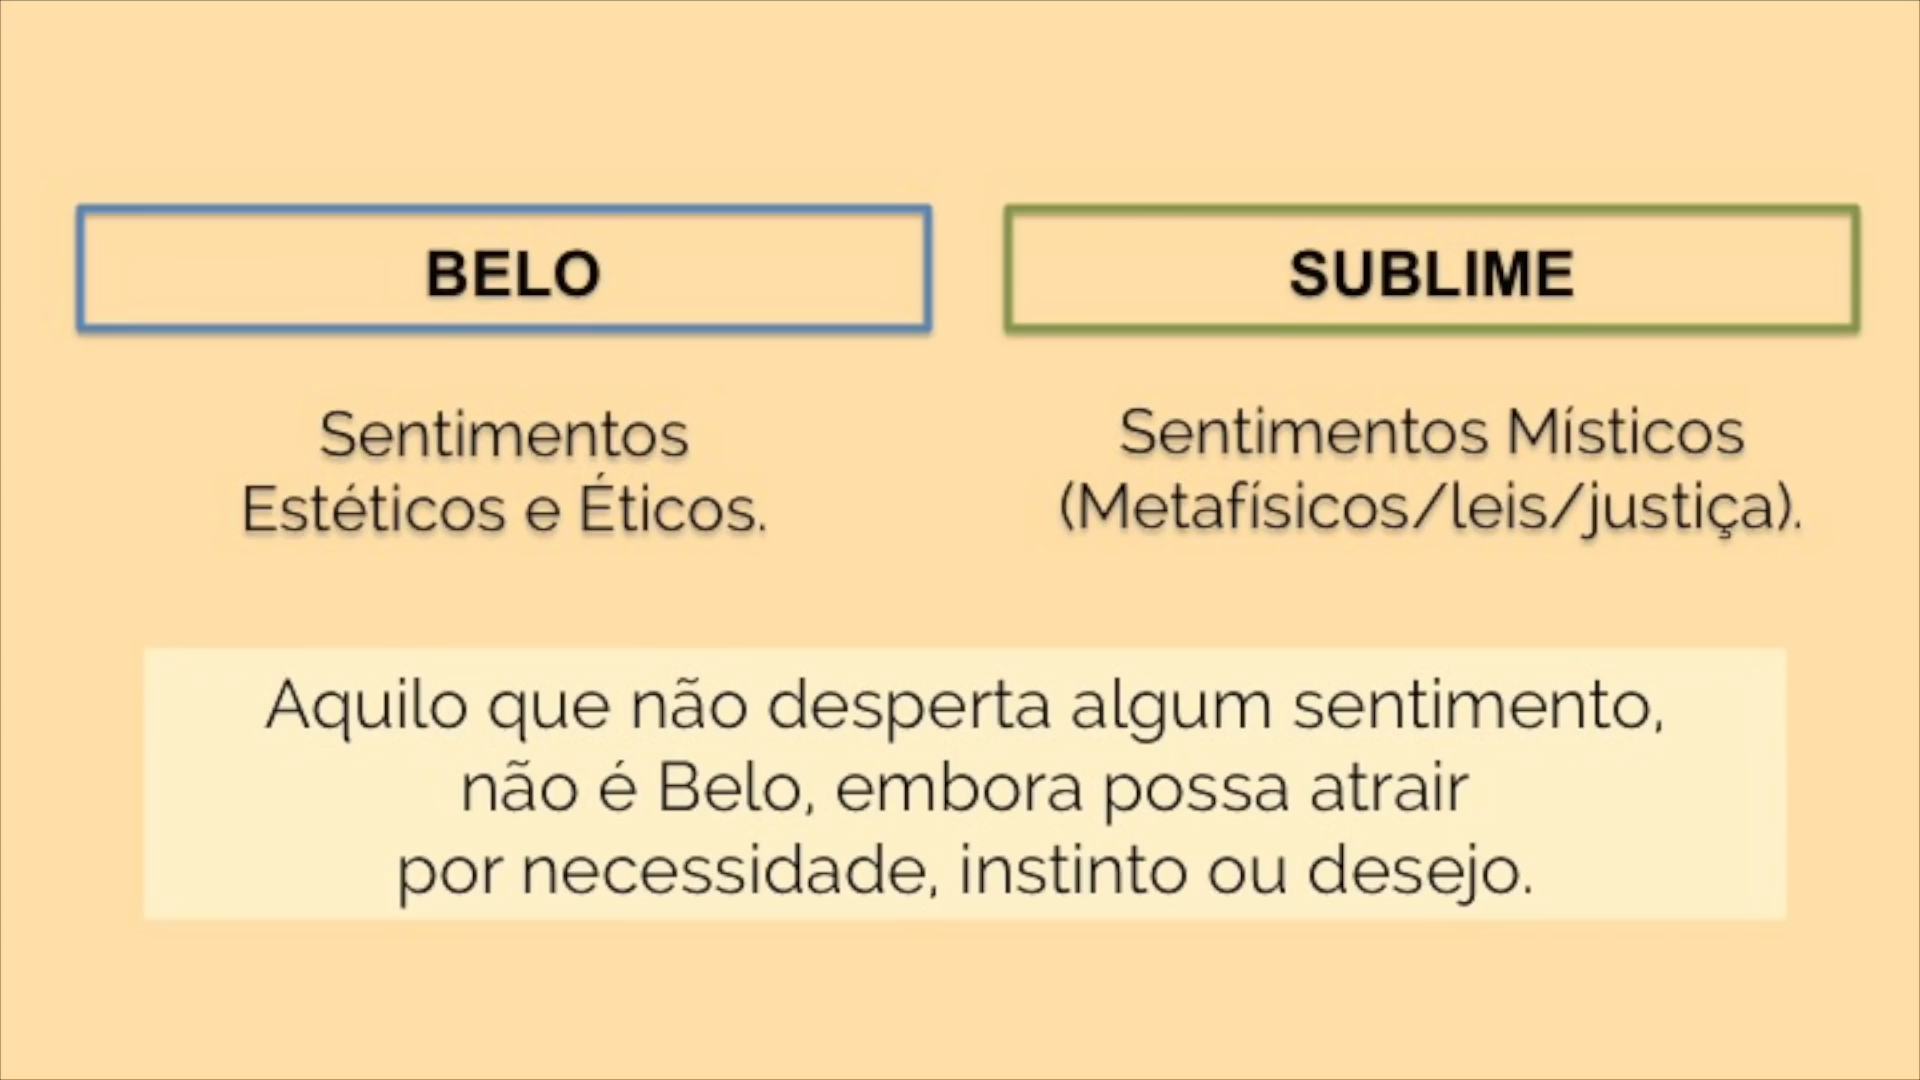 BELO
Sentimentos
Estéticos e Éticos.
SUBLIME
Sentimentos Místicos
(Metafísicos/leis/justiça).
Aquilo que não desperta algum sentimento,
não é Belo, embora possa atrair
por necessidade, instinto ou desejo.